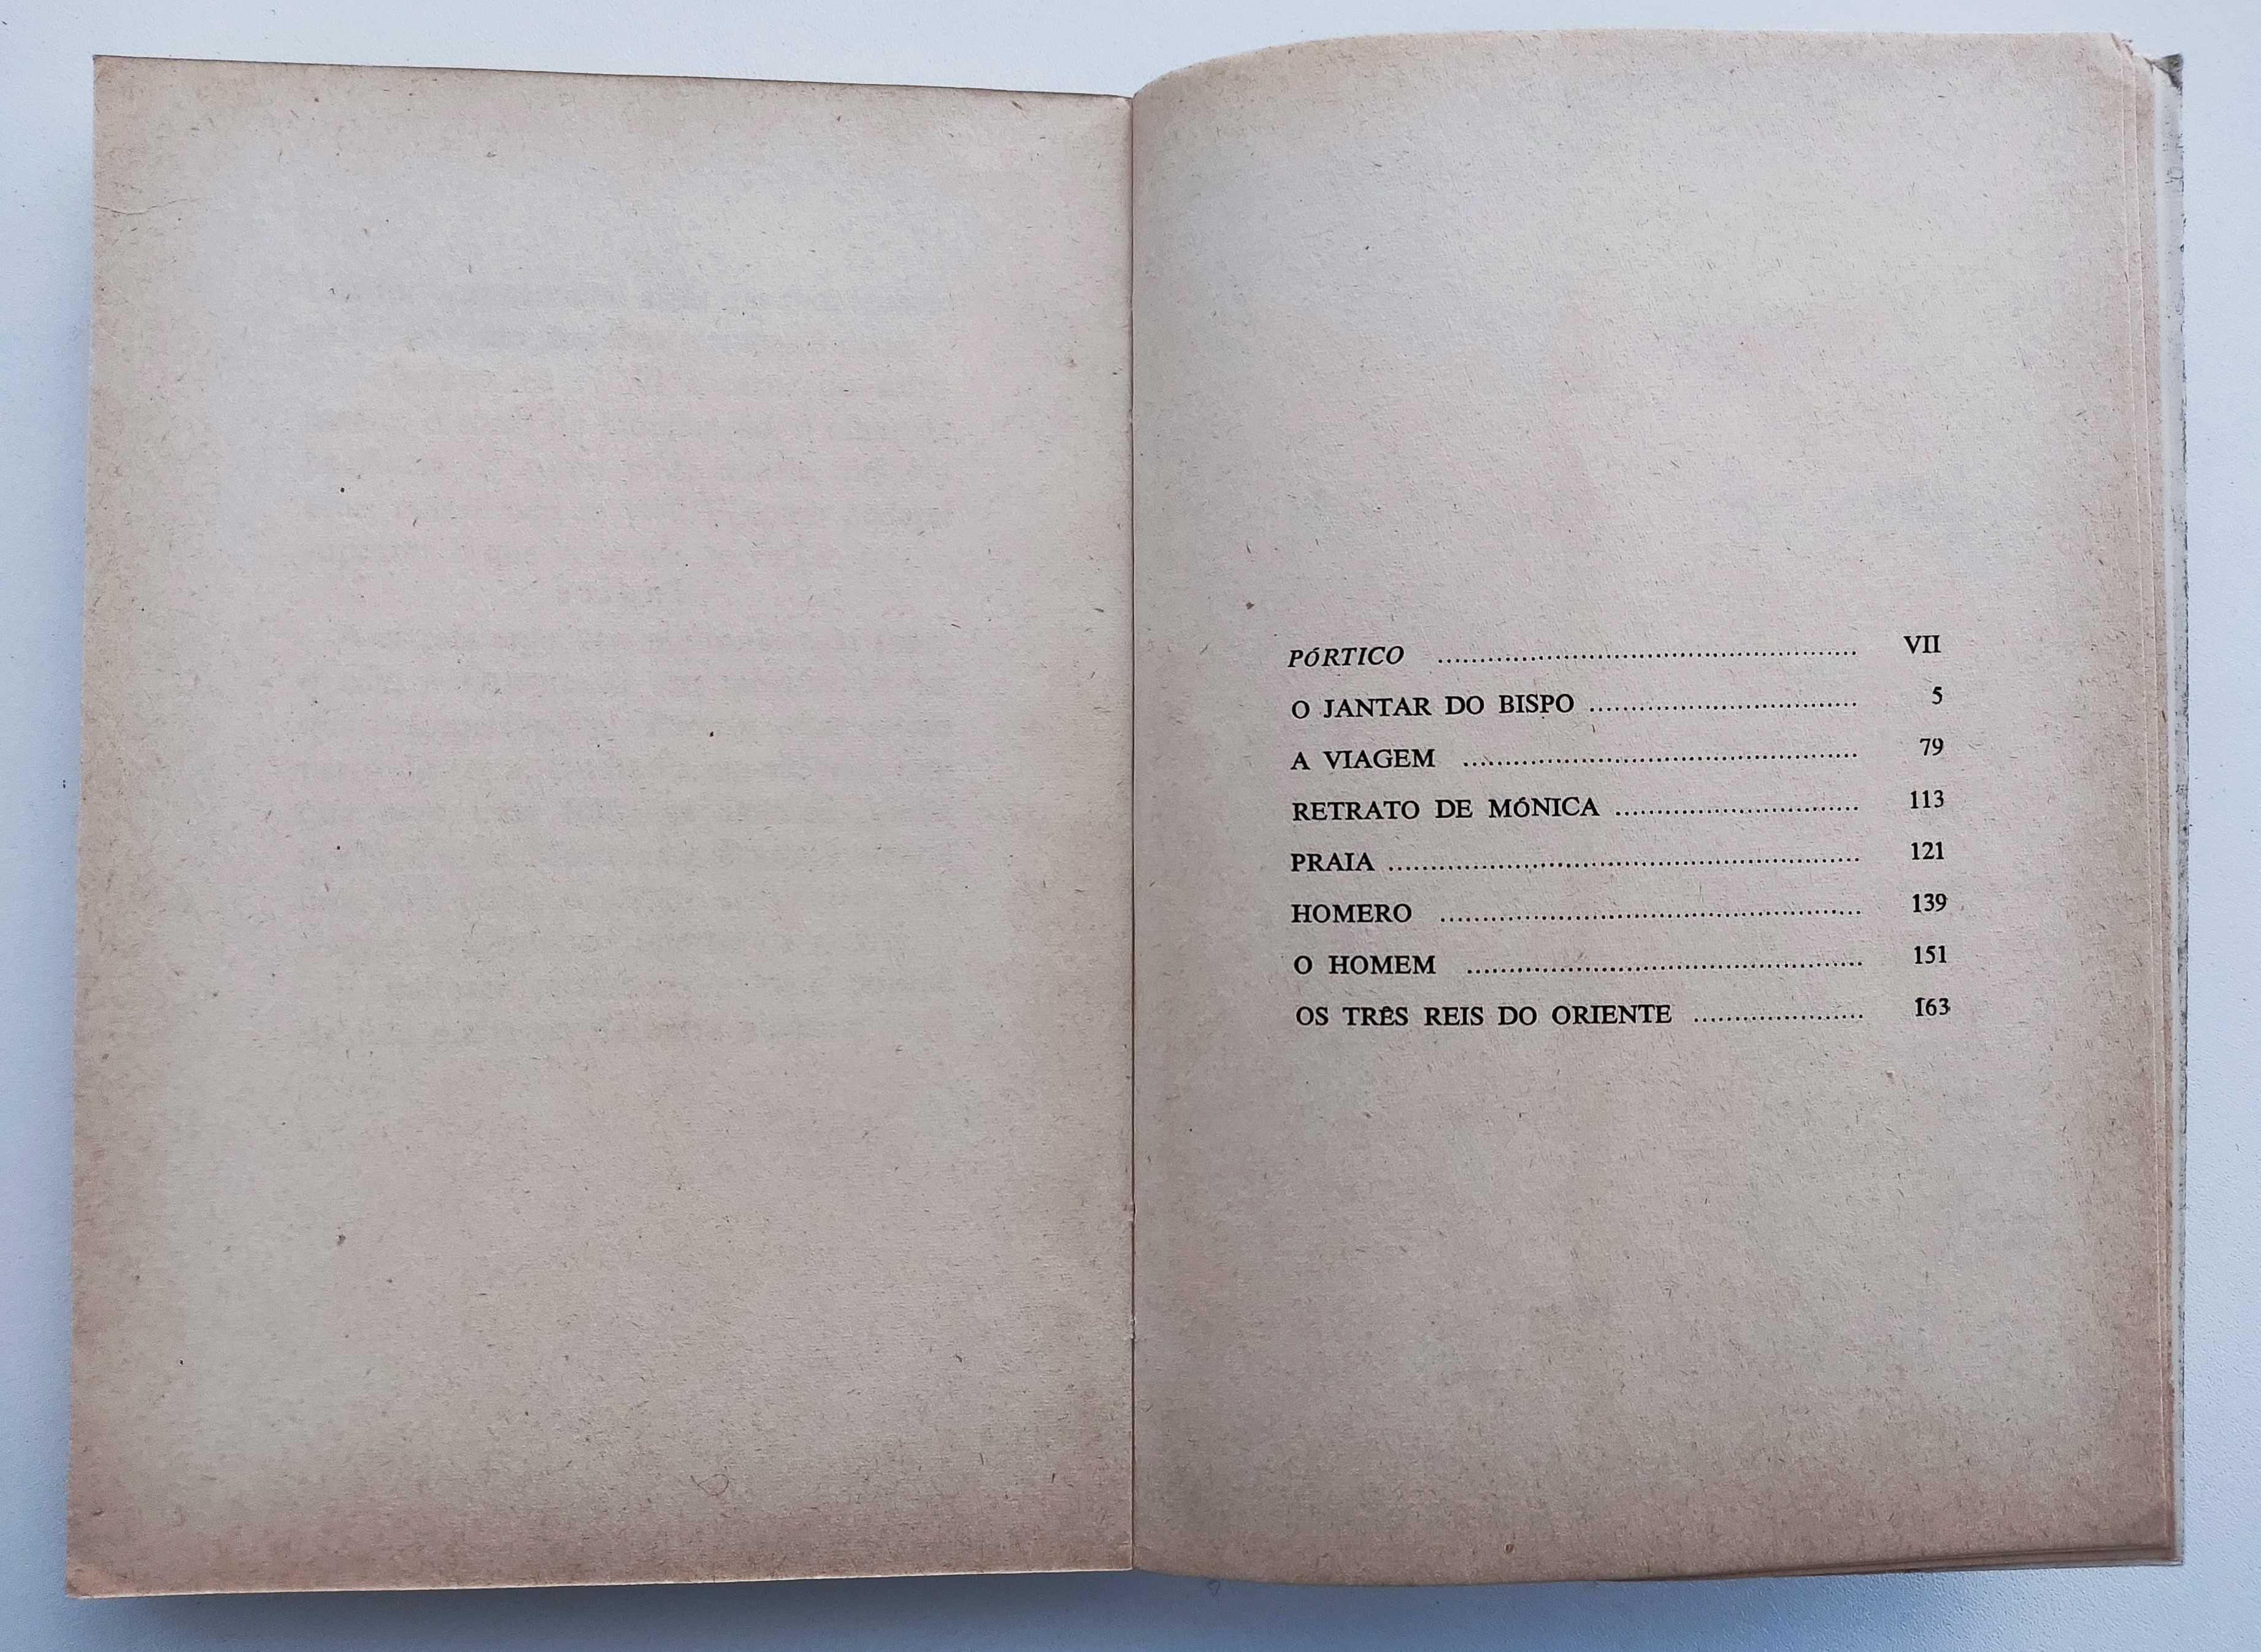 PÓRTICO ........................................................ VII
O JANTAR DO BISPO ................................. 5
A VIAGEM ................................................ 79
RETRATO DE MÓNICA .............................. 113
PRAIA ......................................................... 121
HOMERO ................................................... 139
O HOMEM ................................................ 151
OS TRÊS REIS DO ORIENTE ..................... 163